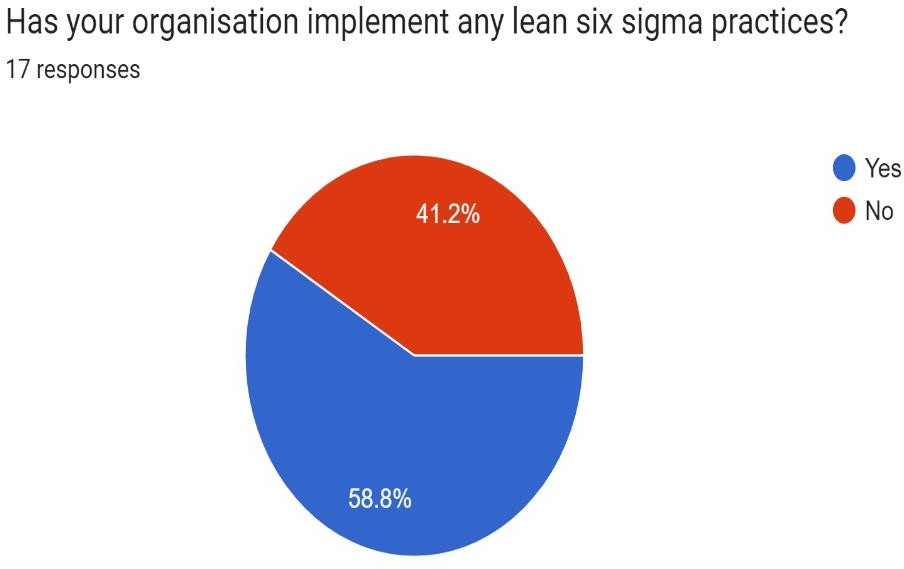 Has your organisation implement any lean six sigma practices?
17 responses
Yes
No
41.2%
58.8%